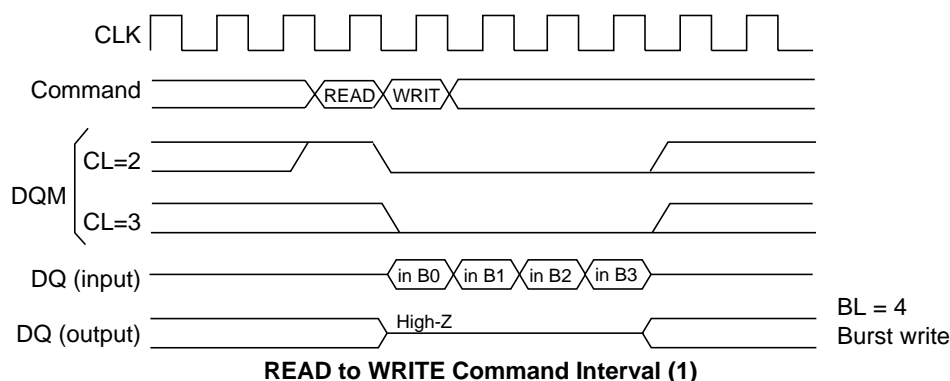 CLK
Command
READ WRIT
CL=2
DQM
CL=3
DQ (input)
in B0 in B1 in B2 in B3
High-Z
DQ (output)
BL = 4
Burst write
READ to WRITE Command Interval (1)